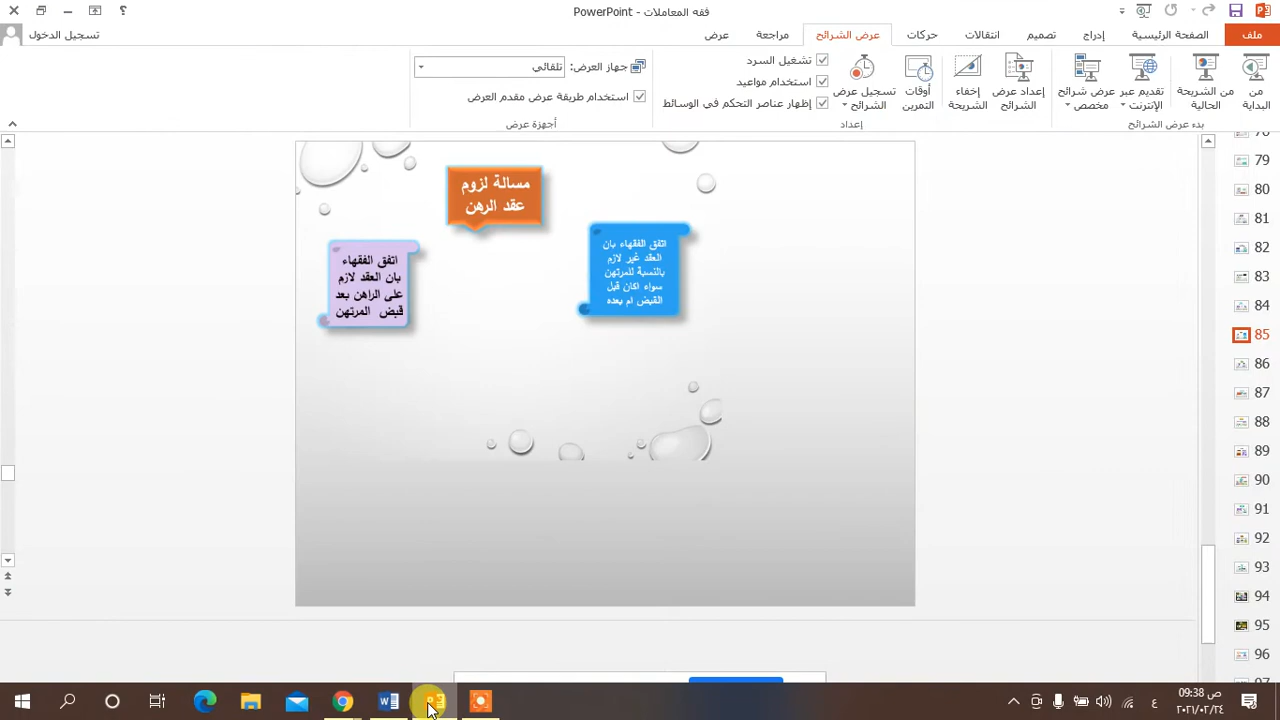 فقه المعاملات - PowerPoint
ملف
الصفحة الرئيسية
إدراج
تصميم
انتقالات
حركات
عرض الشرائح
مراجعة
عرض
تسجيل الدخول
من البداية
من الشريحة الحالية
تقديم عبر الإنترنت
عرض شرائح مخصص
بدء عرض الشرائح
إعداد عرض الشرائح
إخفاء الشريحة
أوقات التمرين
تسجيل عرض الشرائح
تشغيل السرد
استخدام مواعيد
إظهار عناصر التحكم في الوسائط
إعداد
جهاز العرض: تلقائي
استخدام طريقة عرض مقدم العرض
أجهزة عرض
مسالة لزوم
عقد الرهن
اتفق الفقهاء بان
العقد غير لازم
بالنسبة للمرتهن
سواء اكان قبل
القبض ام بعده
اتفق الفقهاء
بان العقد لازم
على الراهن بعد
قبض المرتهن
79
80
81
82
83
84
85
86
87
88
89
90
91
92
93
94
95
96
ع
09:38 ص
٢٠٢١/٠٢/٢٤